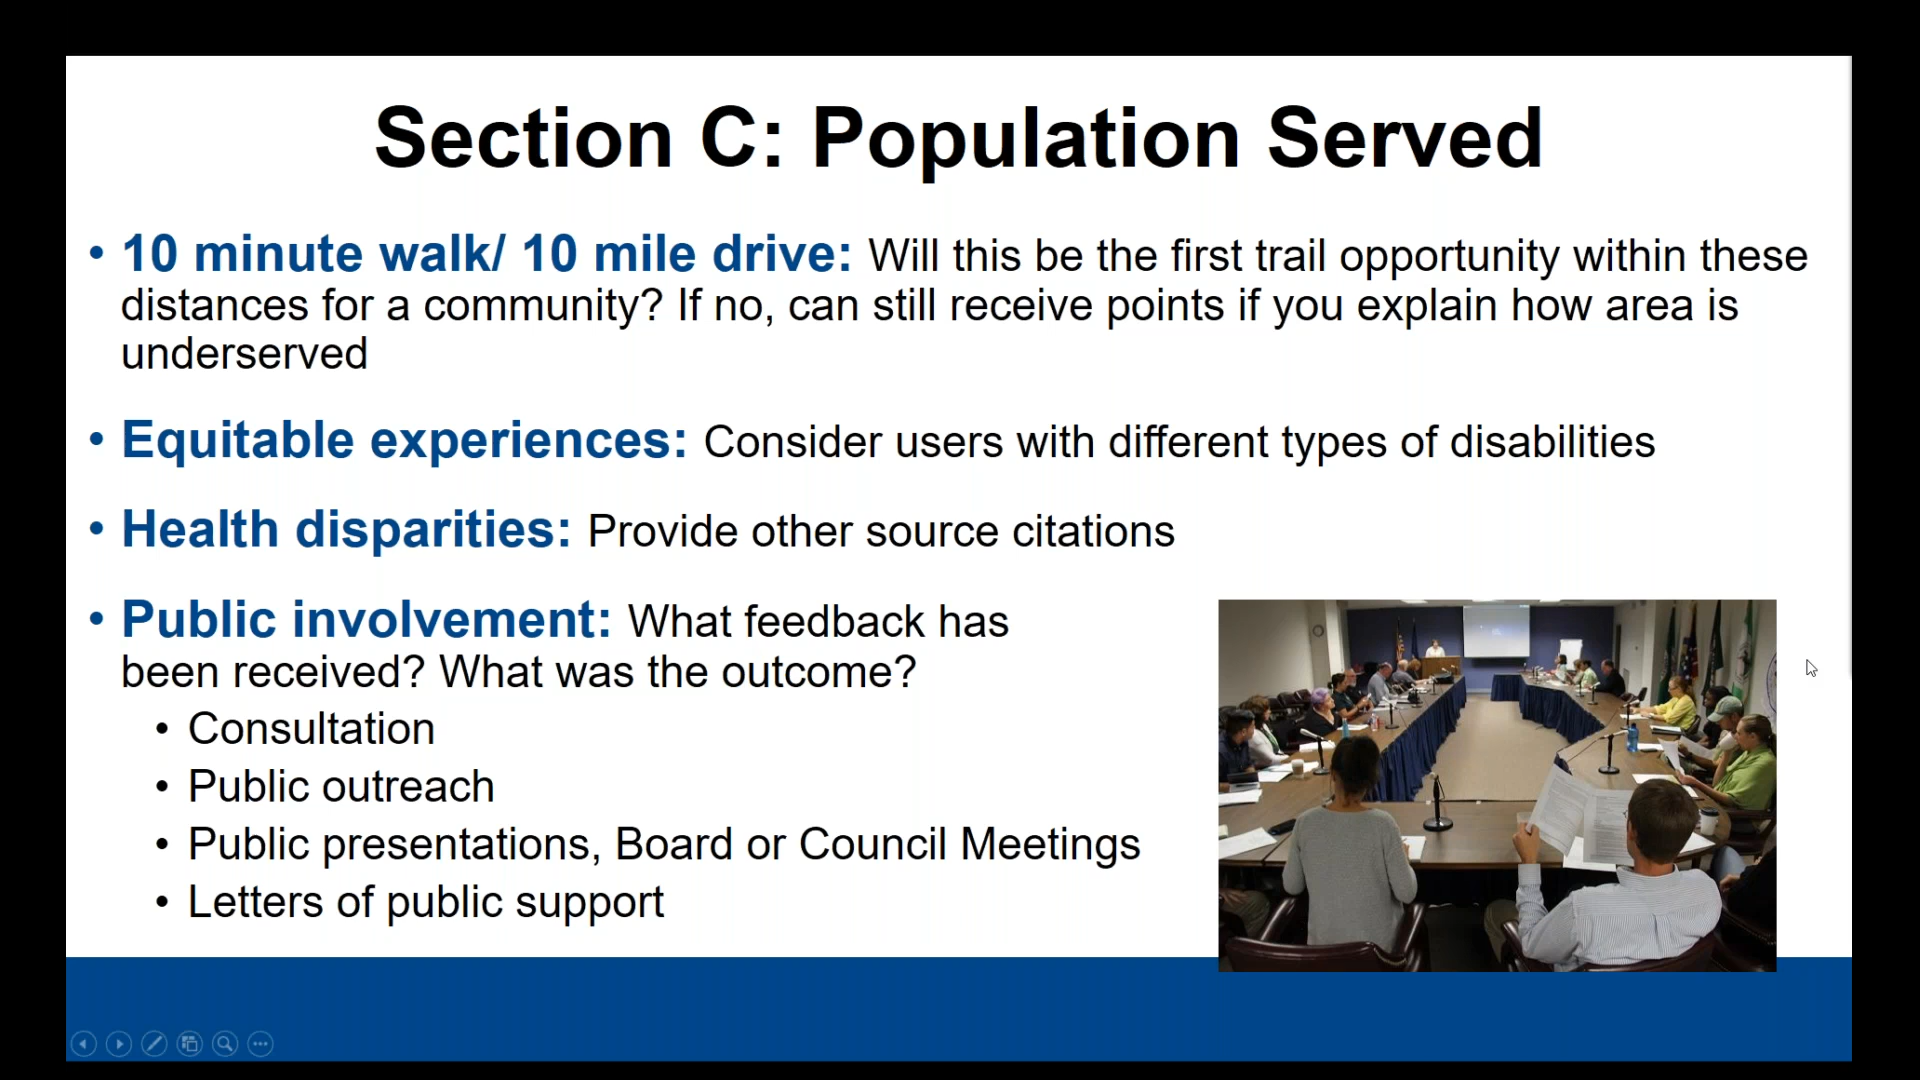 Section C: Population Served
• 10 minute walk/ 10 mile drive: Will this be the first trail opportunity within these
distances for a community? If no, can still receive points if you explain how area is
underserved
• Equitable experiences: Consider users with different types of disabilities
• Health disparities: Provide other source citations
• Public involvement: What feedback has
been received? What was the outcome?
• Consultation
• Public outreach
• Public presentations, Board or Council Meetings
• Letters of public support